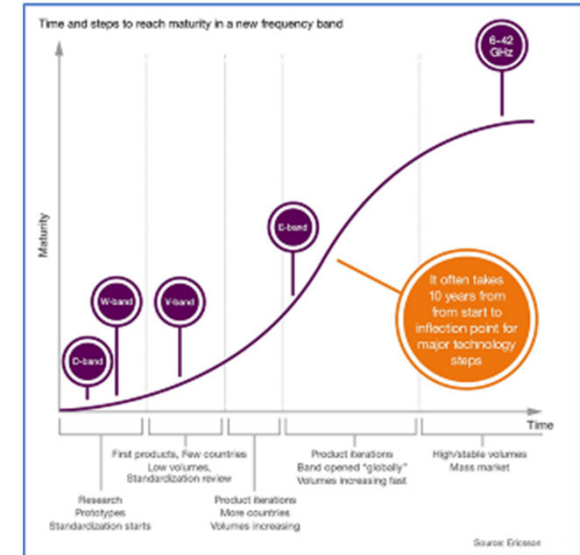 Time and steps to reach maturity in a new frequency band
6–42
GHz
Maturity
E-band
W-band
V-band
D-band
It often takes
10 years from
from start to
inflection point for
major technology
steps
Time
First products, Few countries
Low volumes,
Standardization review
Product iterations
Band opened "globally"
Volumes increasing fast
High/stable volumes
Mass market
Research
Prototypes
Standardization starts
Product iterations
More countries
Volumes increasing
Source: Ericsson